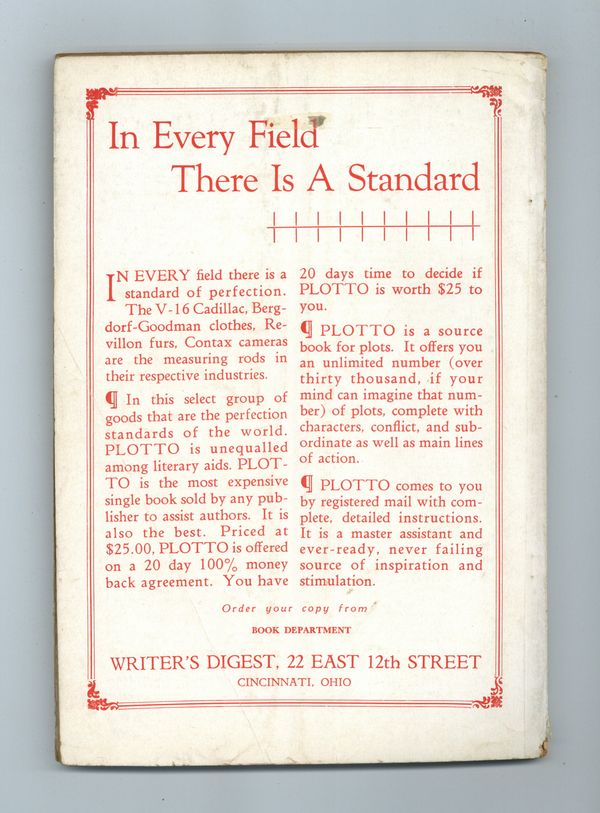 In Every Field
There Is A Standard
IN EVERY field there is a
standard of perfection.
The V-16 Cadillac, Berg-
dorf-Goodman clothes, Re-
villon furs, Contax cameras
are the measuring rods in
their respective industries.
¶ In this select group of
goods that are the perfection
standards of the world.
PLOTTO is unequalled
among literary aids. PLOT-
TO is the most expensive
single book sold by any pub-
lisher to assist authors. It is
also the best. Priced at
$25.00, PLOTTO is offered
on a 20 day 100% money
back agreement. You have
20 days time to decide if
PLOTTO is worth $25 to
you.
¶ PLOTTO is a source
book for plots. It offers you
an unlimited number (over
thirty thousand, if your
mind can imagine that num-
ber) of plots, complete with
characters, conflict, and sub-
ordinate as well as main lines
of action.
¶ PLOTTO comes to you
by registered mail with com-
plete, detailed instructions.
It is a master assistant and
ever-ready, never failing
source of inspiration and
stimulation.
Order your copy from
BOOK DEPARTMENT
WRITER'S DIGEST, 22 EAST 12th STREET
CINCINNATI, OHIO